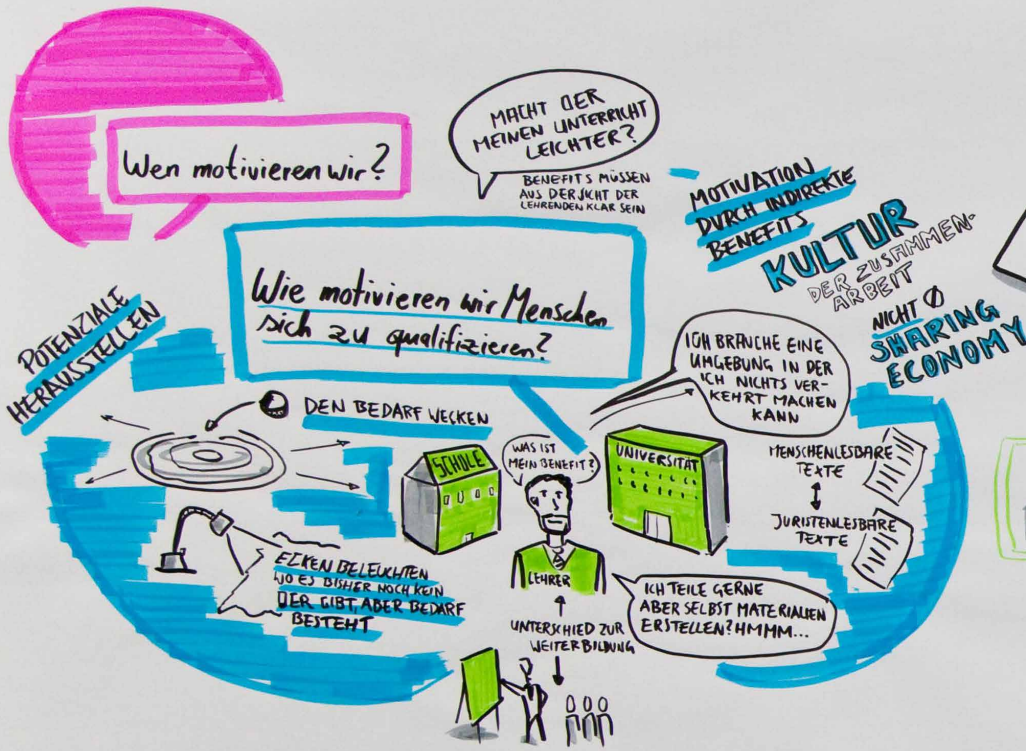 Wen motivieren wir?
MACHT DER
MEINEN UNTERRICHT
LEICHTER?
BENEFITS MÜSSEN
AUS DER SICHT DER
LEHRENDEN KLAR SEIN
MOTIVATION
DURCH INDIREKTE
BENEFITS
KULTUR
DER ZUSAMMEN-
ARBEIT
NICHT Ø
SHARING
ECONOMY
Wie motivieren wir Menschen
sich zu qualifizieren?
POTENZIALE
HERAUSSTELLEN
DEN BEDARF WECKEN
ICH BRAUCHE EINE
UMGEBUNG IN DER
ICH NICHTS VER-
KEHRT MACHEN
KANN
SCHULE
WAS IST
MEIN BENEFIT?
UNIVERSITÄT
MENSCHENLESBARE
TEXTE
JURISTENLESBARE
TEXTE
ECKEN BELEUCHTEN
WO ES BISHER NOCH KEIN
OER GIBT, ABER BEDARF
BESTEHT
LEHRER
ICH TEILE GERNE
ABER SELBST MATERIALIEN
ERSTELLEN? HMMM...
UNTERSCHIED ZUR
WEITERBILDUNG